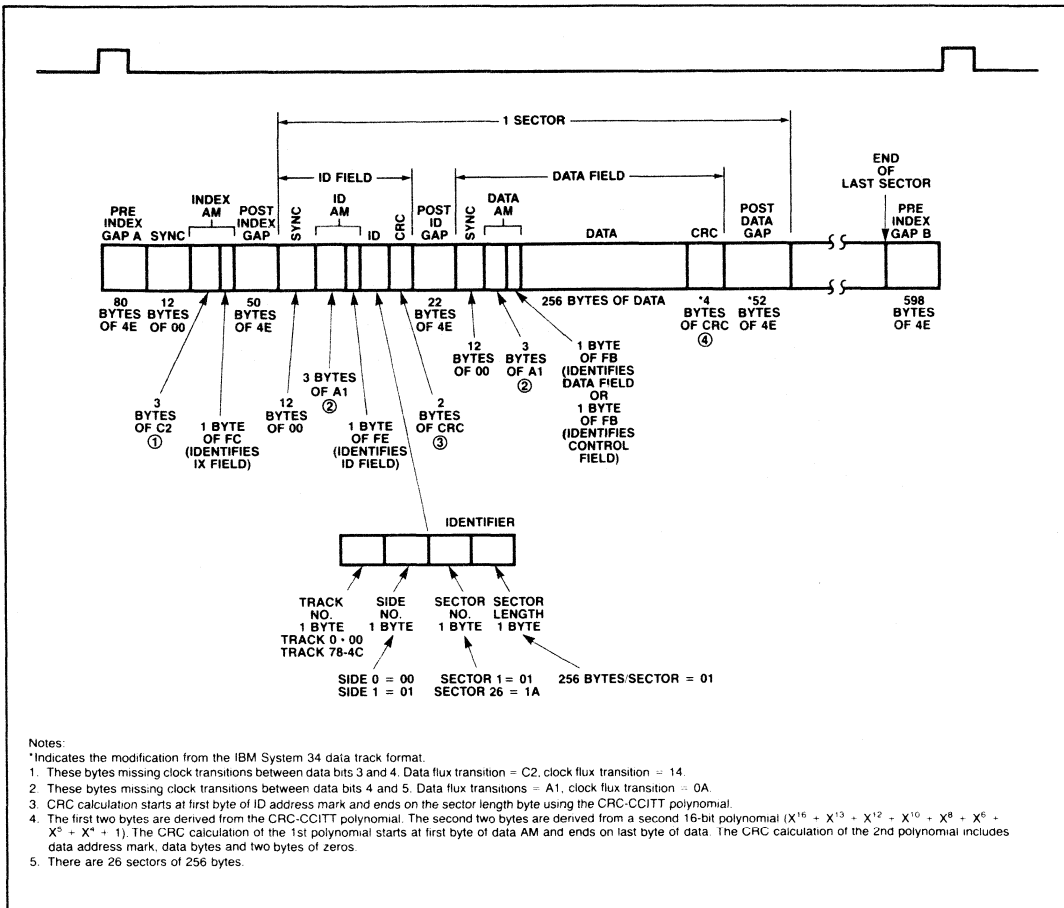 1 SECTOR
ID FIELD
DATA FIELD
END
OF
LAST SECTOR
PRE
INDEX
GAP A
SYNC
INDEX
AM
POST
INDEX
GAP
SYNC
ID
AM
ID
CRC
POST
ID
GAP
SYNC
DATA
AM
DATA
CRC
POST
DATA
GAP
PRE
INDEX
GAP B
80
BYTES
OF 4E
12
BYTES
OF 00
50
BYTES
OF 4E
22
BYTES
OF 4E
256 BYTES OF DATA
*4
BYTES
OF CRC
④
*52
BYTES
OF 4E
598
BYTES
OF 4E
3
BYTES
OF C2
①
1 BYTE
OF FC
(IDENTIFIES
IX FIELD)
12
BYTES
OF 00
3 BYTES
OF A1
②
1 BYTE
OF FE
(IDENTIFIES
ID FIELD)
2
BYTES
OF CRC
③
12
BYTES
OF 00
3
BYTES
OF A1
②
1 BYTE
OF FB
(IDENTIFIES
DATA FIELD
OR
1 BYTE
OF FB
(IDENTIFIES
CONTROL
FIELD)
IDENTIFIER
TRACK
NO.
1 BYTE
TRACK 0 · 00
TRACK 78-4C
SIDE
NO.
1 BYTE
SIDE 0 = 00
SIDE 1 = 01
SECTOR
NO.
1 BYTE
SECTOR 1 = 01
SECTOR 26 = 1A
SECTOR
LENGTH
1 BYTE
256 BYTES/SECTOR = 01
Notes:
*Indicates the modification from the IBM System 34 data track format.
1. These bytes missing clock transitions between data bits 3 and 4. Data flux transition = C2, clock flux transition = 14.
2. These bytes missing clock transitions between data bits 4 and 5. Data flux transitions = A1, clock flux transition = 0A.
3. CRC calculation starts at first byte of ID address mark and ends on the sector length byte using the CRC-CCITT polynomial.
4. The first two bytes are derived from the CRC-CCITT polynomial. The second two bytes are derived from a second 16-bit polynomial (X¹⁶ + X¹³ + X¹² + X¹⁰ + X⁸ + X⁶ +
X⁵ + X⁴ + 1). The CRC calculation of the 1st polynomial starts at first byte of data AM and ends on last byte of data. The CRC calculation of the 2nd polynomial includes
data address mark, data bytes and two bytes of zeros.
5. There are 26 sectors of 256 bytes.